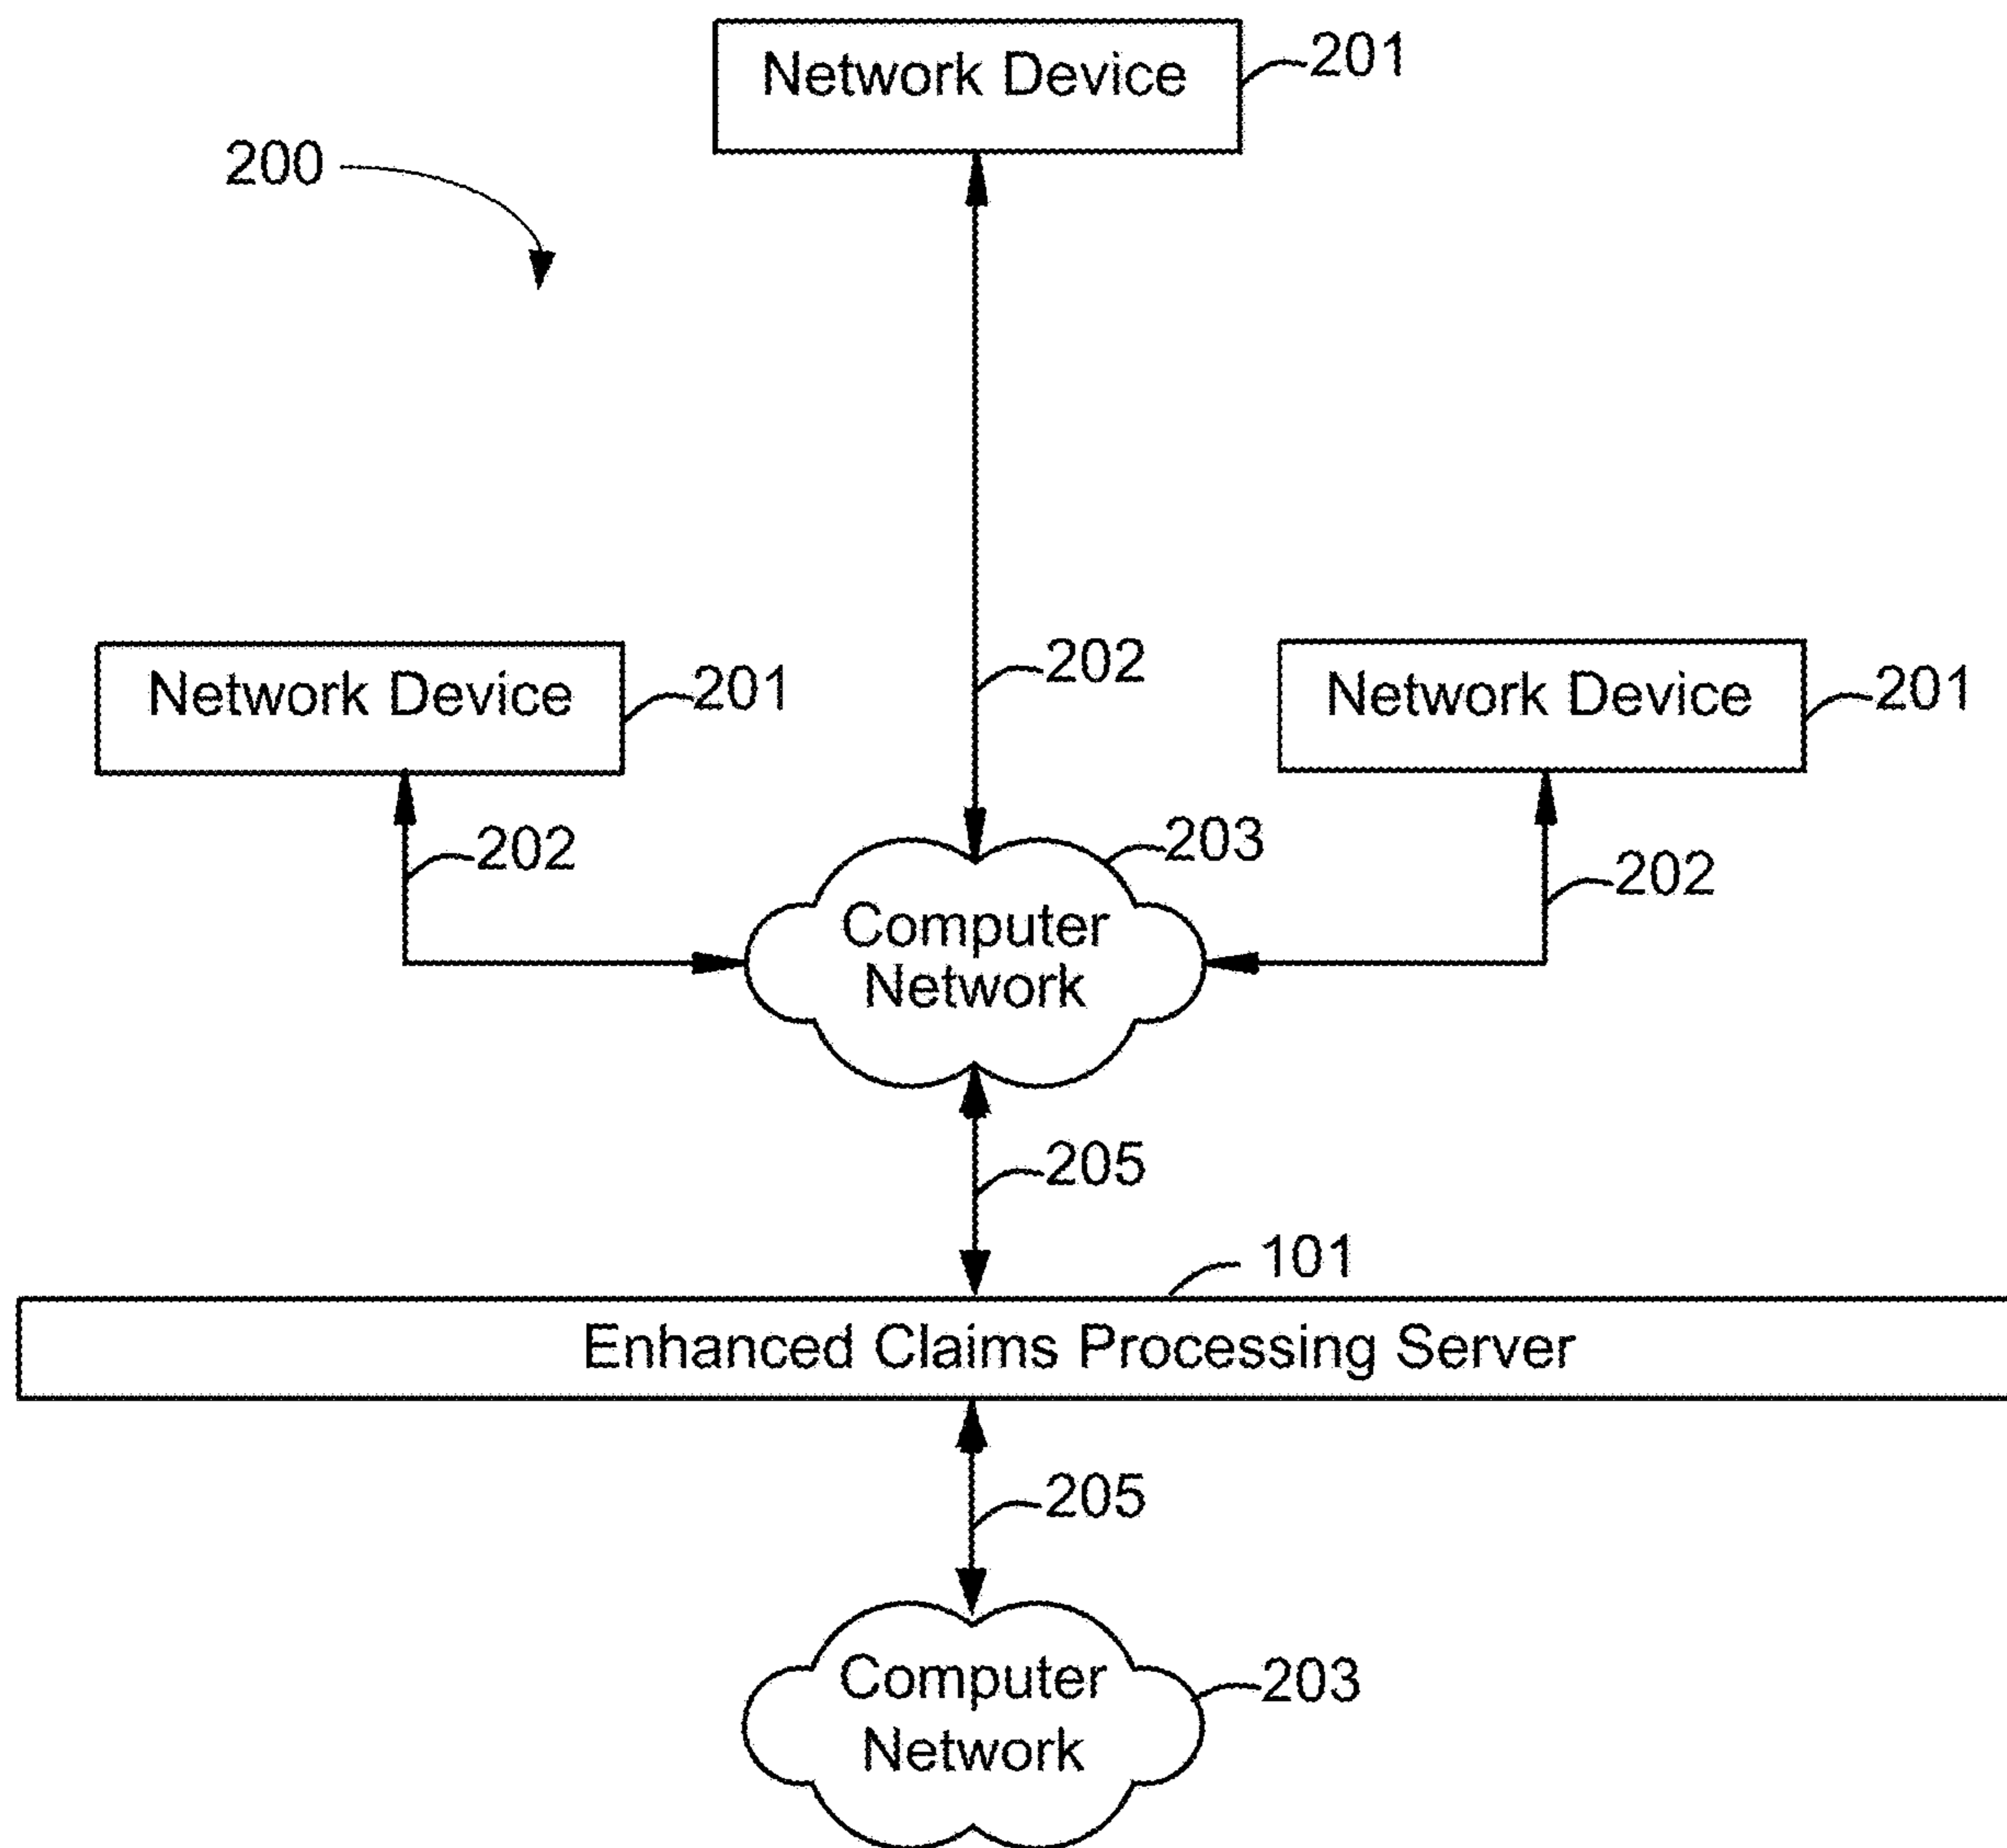 Network Device
201
200
202
Network Device
201
Network Device
201
202
203
202
Computer
Network
205
101
Enhanced Claims Processing Server
205
Computer
Network
203